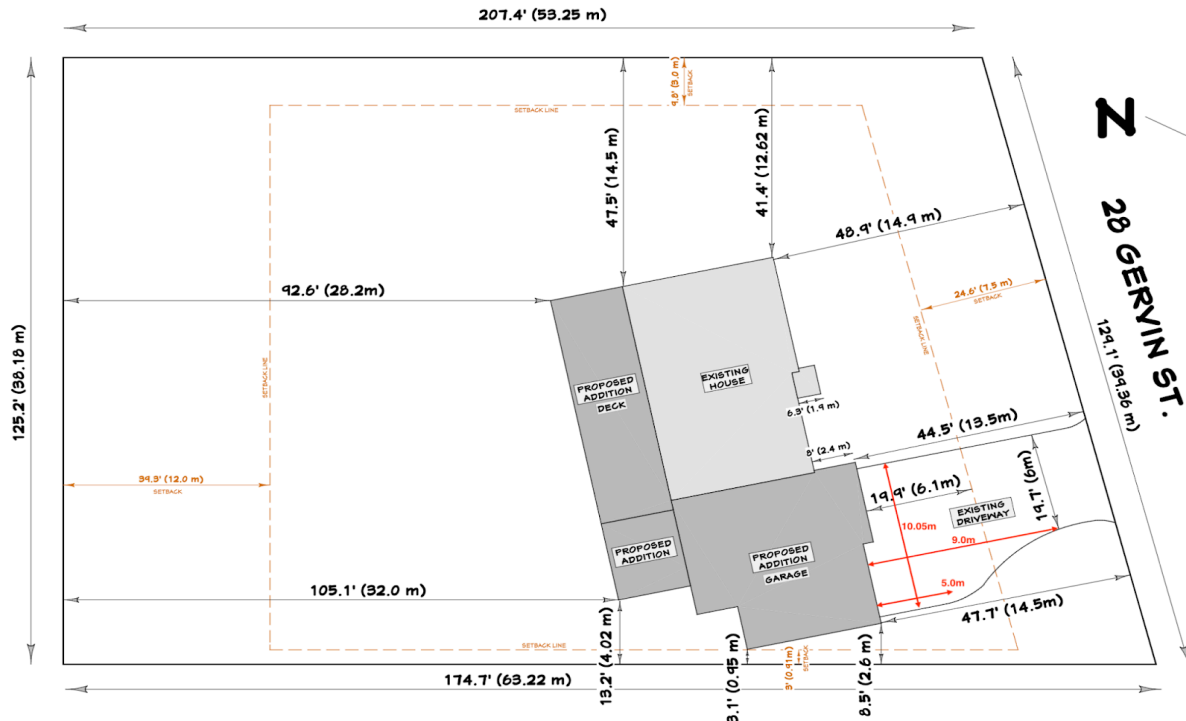 207.4' (53.25 m)
9.8' (3.0 m)
SETBACK
SETBACK LINE
SETBACK LINE
N
28 GERVIN ST.
129.1' (39.36 m)
47.5' (14.5 m)
41.4' (12.62 m)
48.9' (14.9 m)
24.6' (7.5 m)
SETBACK
SETBACK LINE
92.6' (28.2m)
125.2' (38.18 m)
SETBACK LINE
PROPOSED
ADDITION
DECK
EXISTING
HOUSE
6.3' (1.9 m)
8' (2.4 m)
44.5' (13.5m)
39.3' (12.0 m)
SETBACK
19.9' (6.1m)
10.05m
EXISTING
DRIVEWAY
19.7' (6m)
9.0m
PROPOSED
ADDITION
PROPOSED
ADDITION
GARAGE
5.0m
105.1' (32.0 m)
47.7' (14.5m)
13.2' (4.02 m)
SETBACK LINE
3.1' (0.95 m)
3' (0.91m)
SETBACK
8.5' (2.6 m)
174.7' (63.22 m)